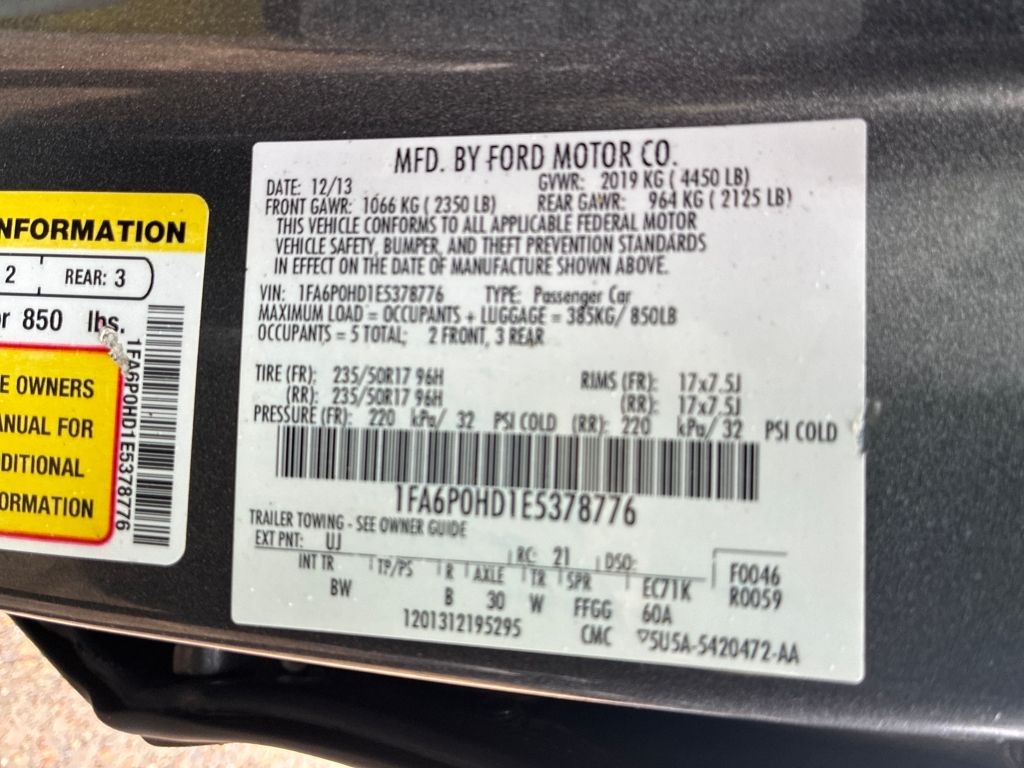 NFORMATION
2 REAR: 3
r 850 lbs.
E OWNERS
ANUAL FOR
DITIONAL
ORMATION
1FA6P0HD1E5378776
MFD. BY FORD MOTOR CO.
DATE: 12/13 GVWR: 2019 KG ( 4450 LB)
FRONT GAWR: 1066 KG ( 2350 LB) REAR GAWR: 964 KG ( 2125 LB)
THIS VEHICLE CONFORMS TO ALL APPLICABLE FEDERAL MOTOR
VEHICLE SAFETY, BUMPER, AND THEFT PREVENTION STANDARDS
IN EFFECT ON THE DATE OF MANUFACTURE SHOWN ABOVE.
VIN: 1FA6P0HD1E5378776 TYPE: Passenger Car
MAXIMUM LOAD = OCCUPANTS + LUGGAGE = 385KG/ 850LB
OCCUPANTS = 5 TOTAL; 2 FRONT, 3 REAR
TIRE (FR): 235/50R17 96H RIMS (FR): 17x7.5J
(RR): 235/50R17 96H (RR): 17x7.5J
PRESSURE (FR): 220 kPa/ 32 PSI COLD (RR): 220 kPa/ 32 PSI COLD
1FA6P0HD1E5378776
TRAILER TOWING - SEE OWNER GUIDE
EXT PNT: UJ RC: 21 DSO:
INT TR TP/PS R AXLE TR SPR EC71K F0046
BW B 30 W FFGG 60A R0059
1201312195295 CMC ▽5U5A-5420472-AA